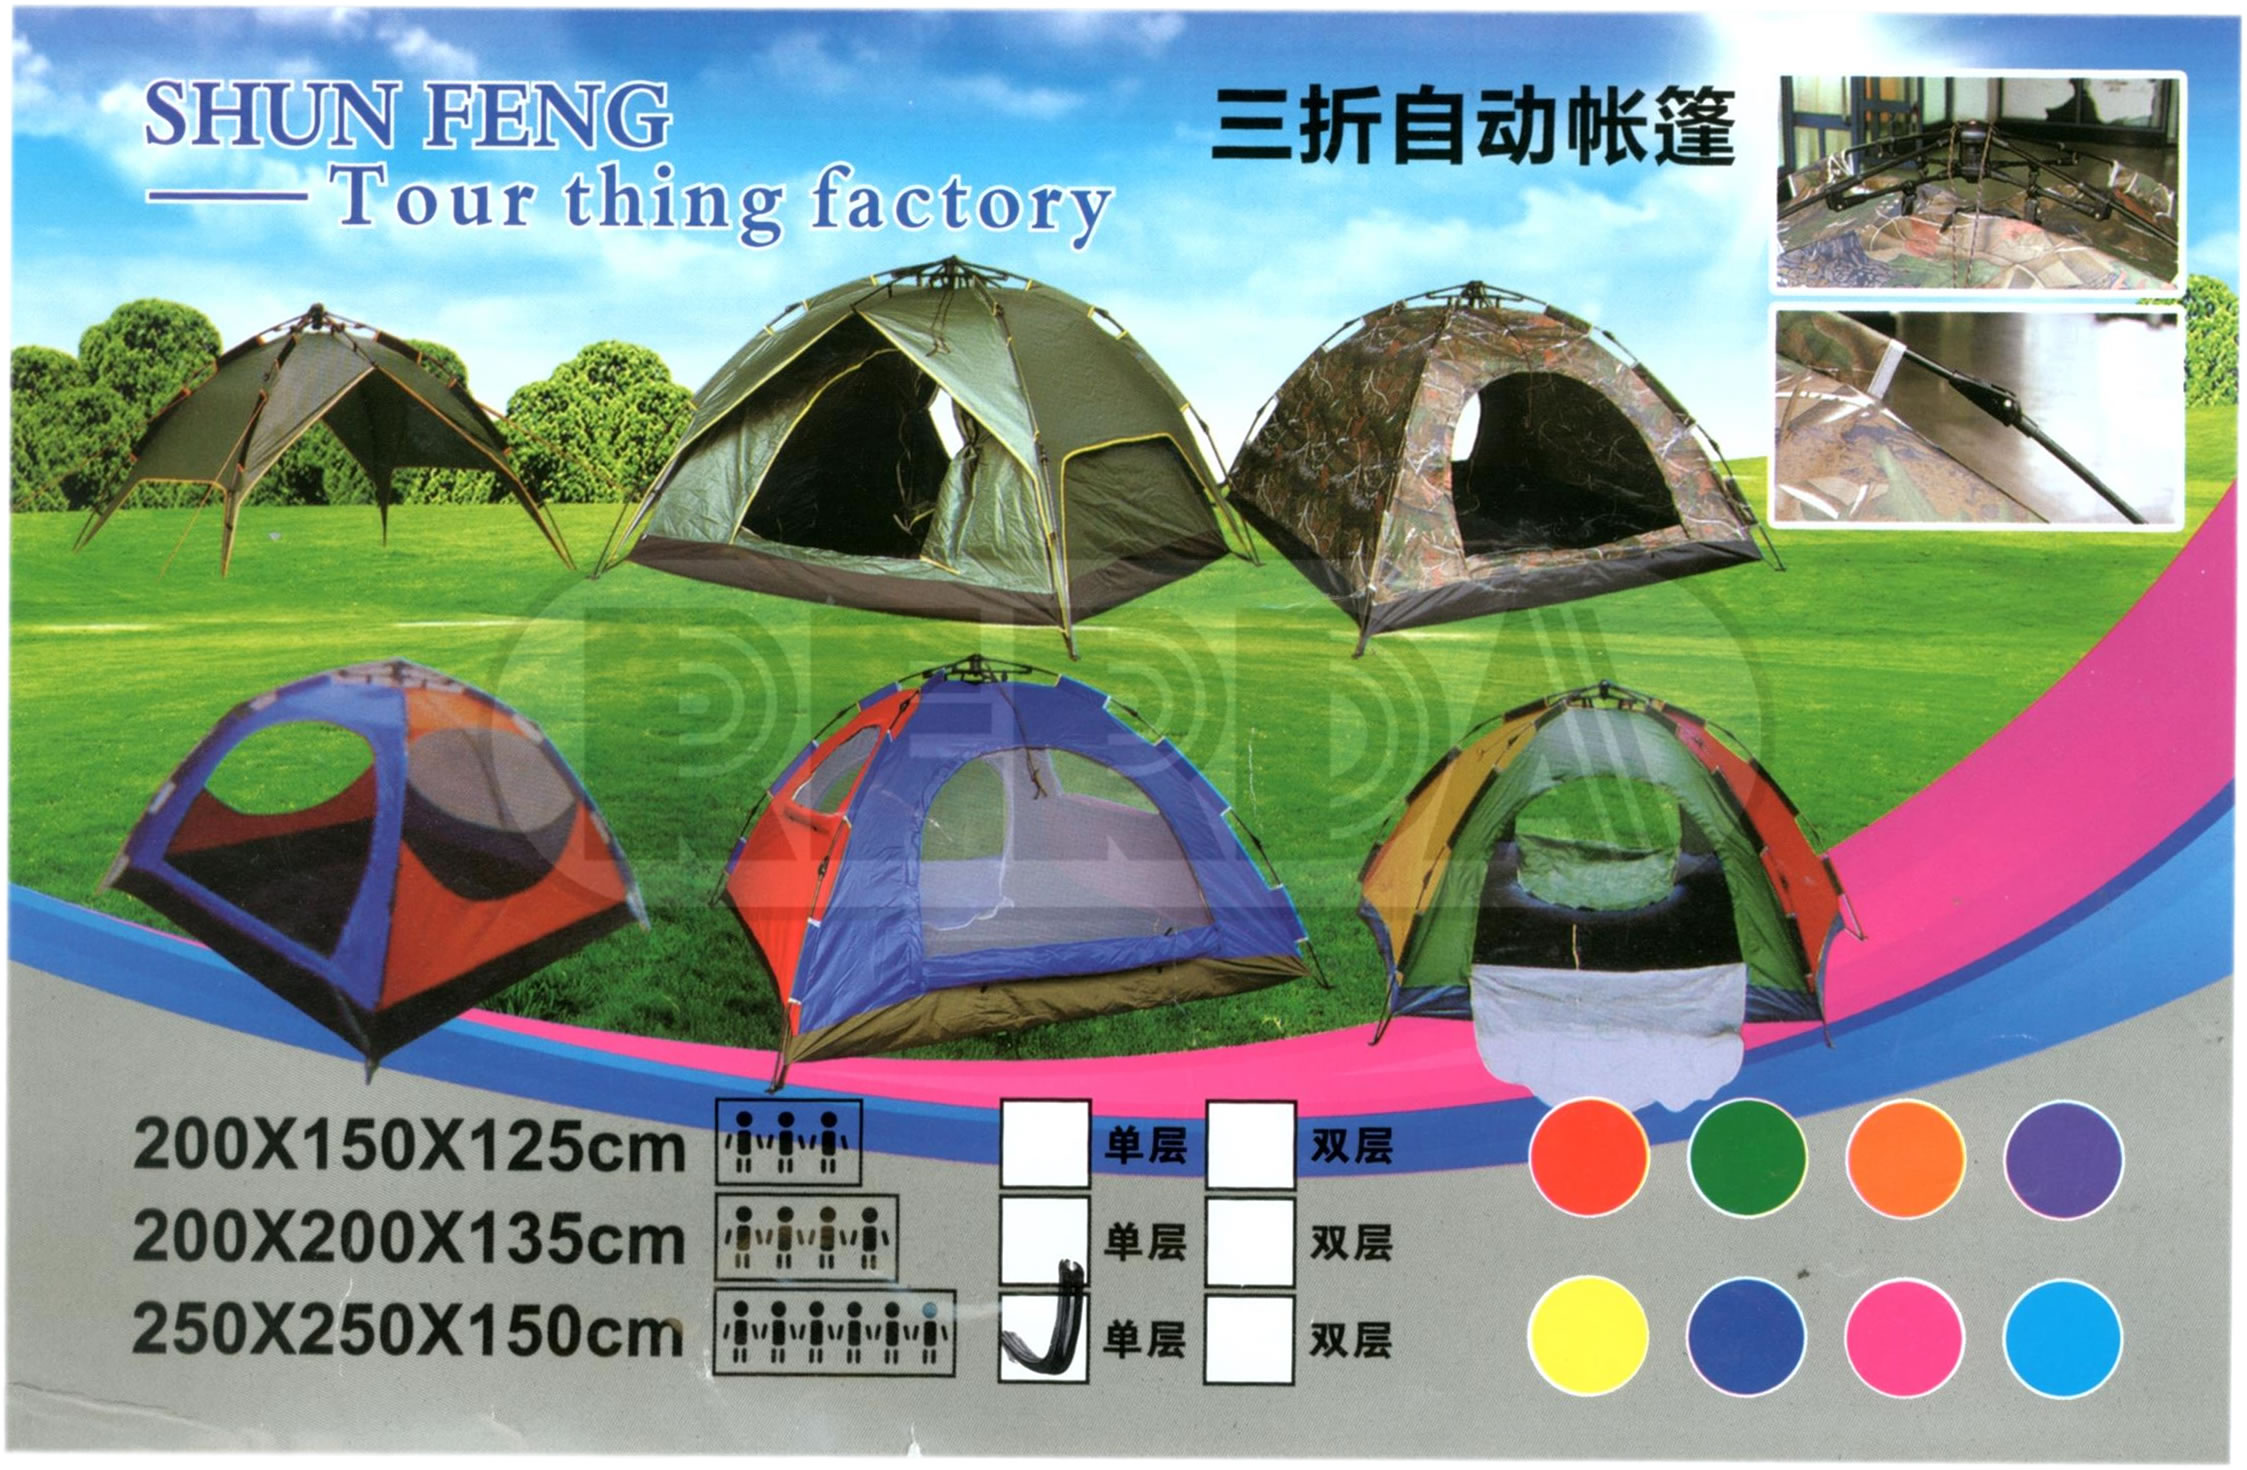 SHUN FENG
——Tour thing factory
三折自动帐篷
RERDA
200X150X125cm 单层 双层
200X200X135cm 单层 双层
250X250X150cm 单层 双层